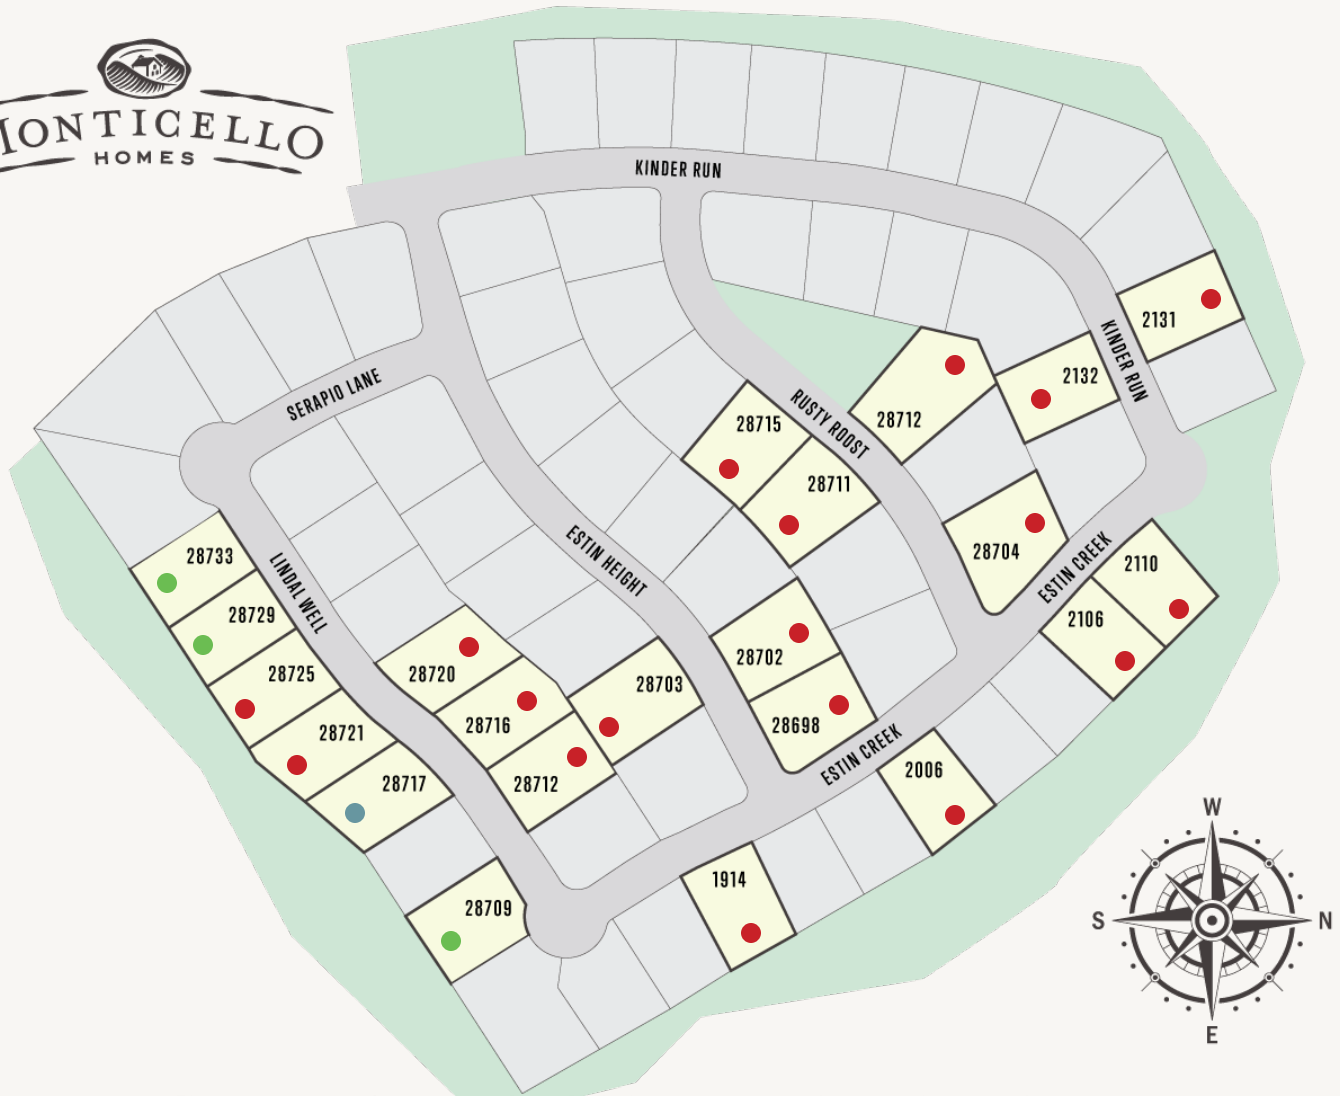 MONTICELLO
HOMES
KINDER RUN
2131
KINDER RUN
2132
SERAPIO LANE
RUSTY ROOST
28712
28715
28711
28704
ESTIN CREEK
2110
2106
28733
LINDAL WELL
ESTIN HEIGHT
28729
28725
28720
28702
28703
28716
28698
28721
28712
28717
ESTIN CREEK
2006
1914
28709
W
S
N
E